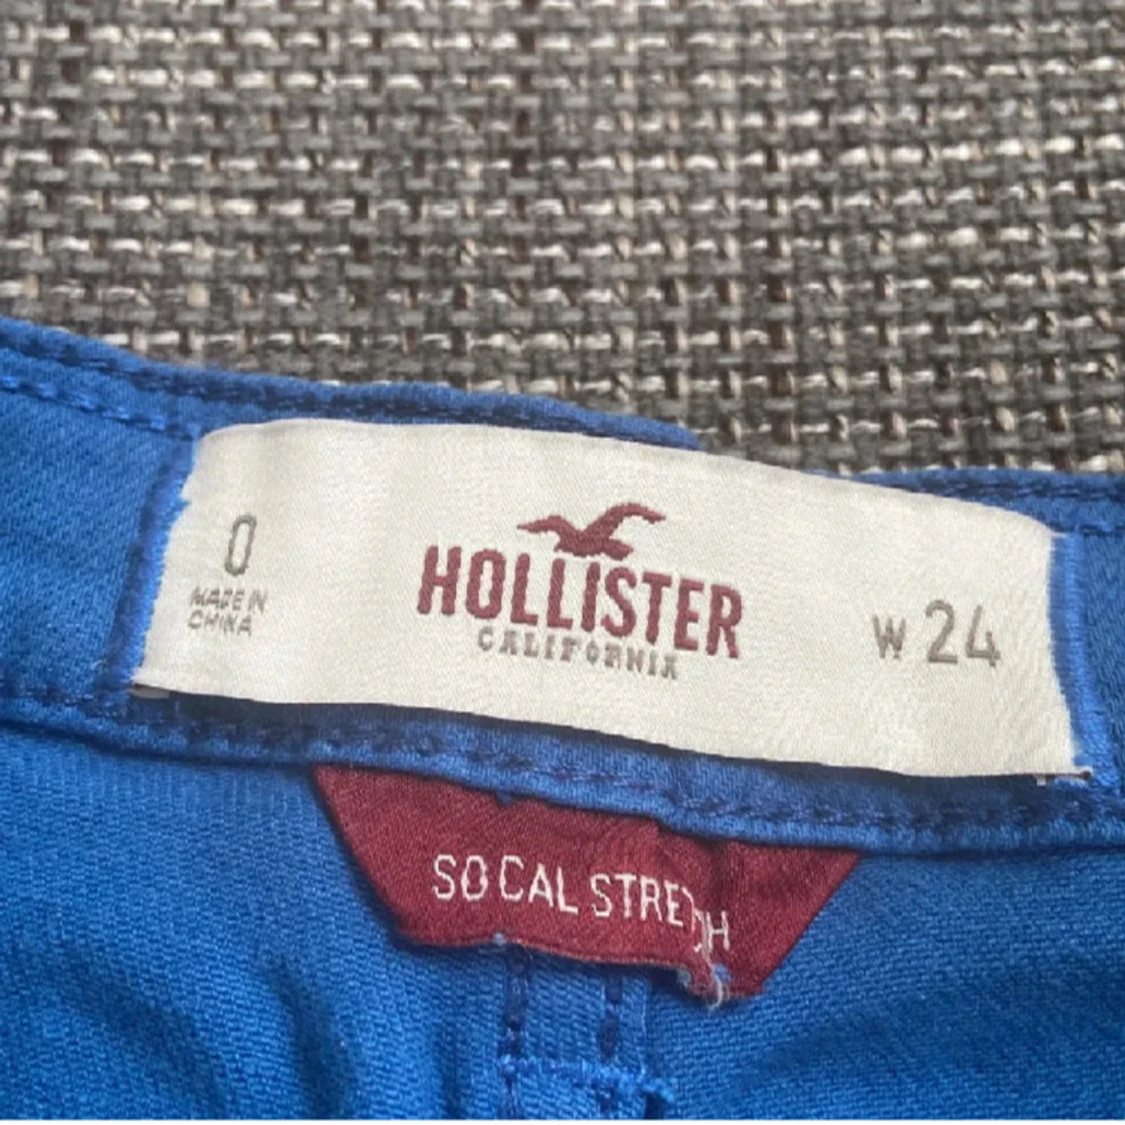 0
MADE IN
CHINA
HOLLISTER
CALIFORNIA
W 24
SO CAL STRETCH